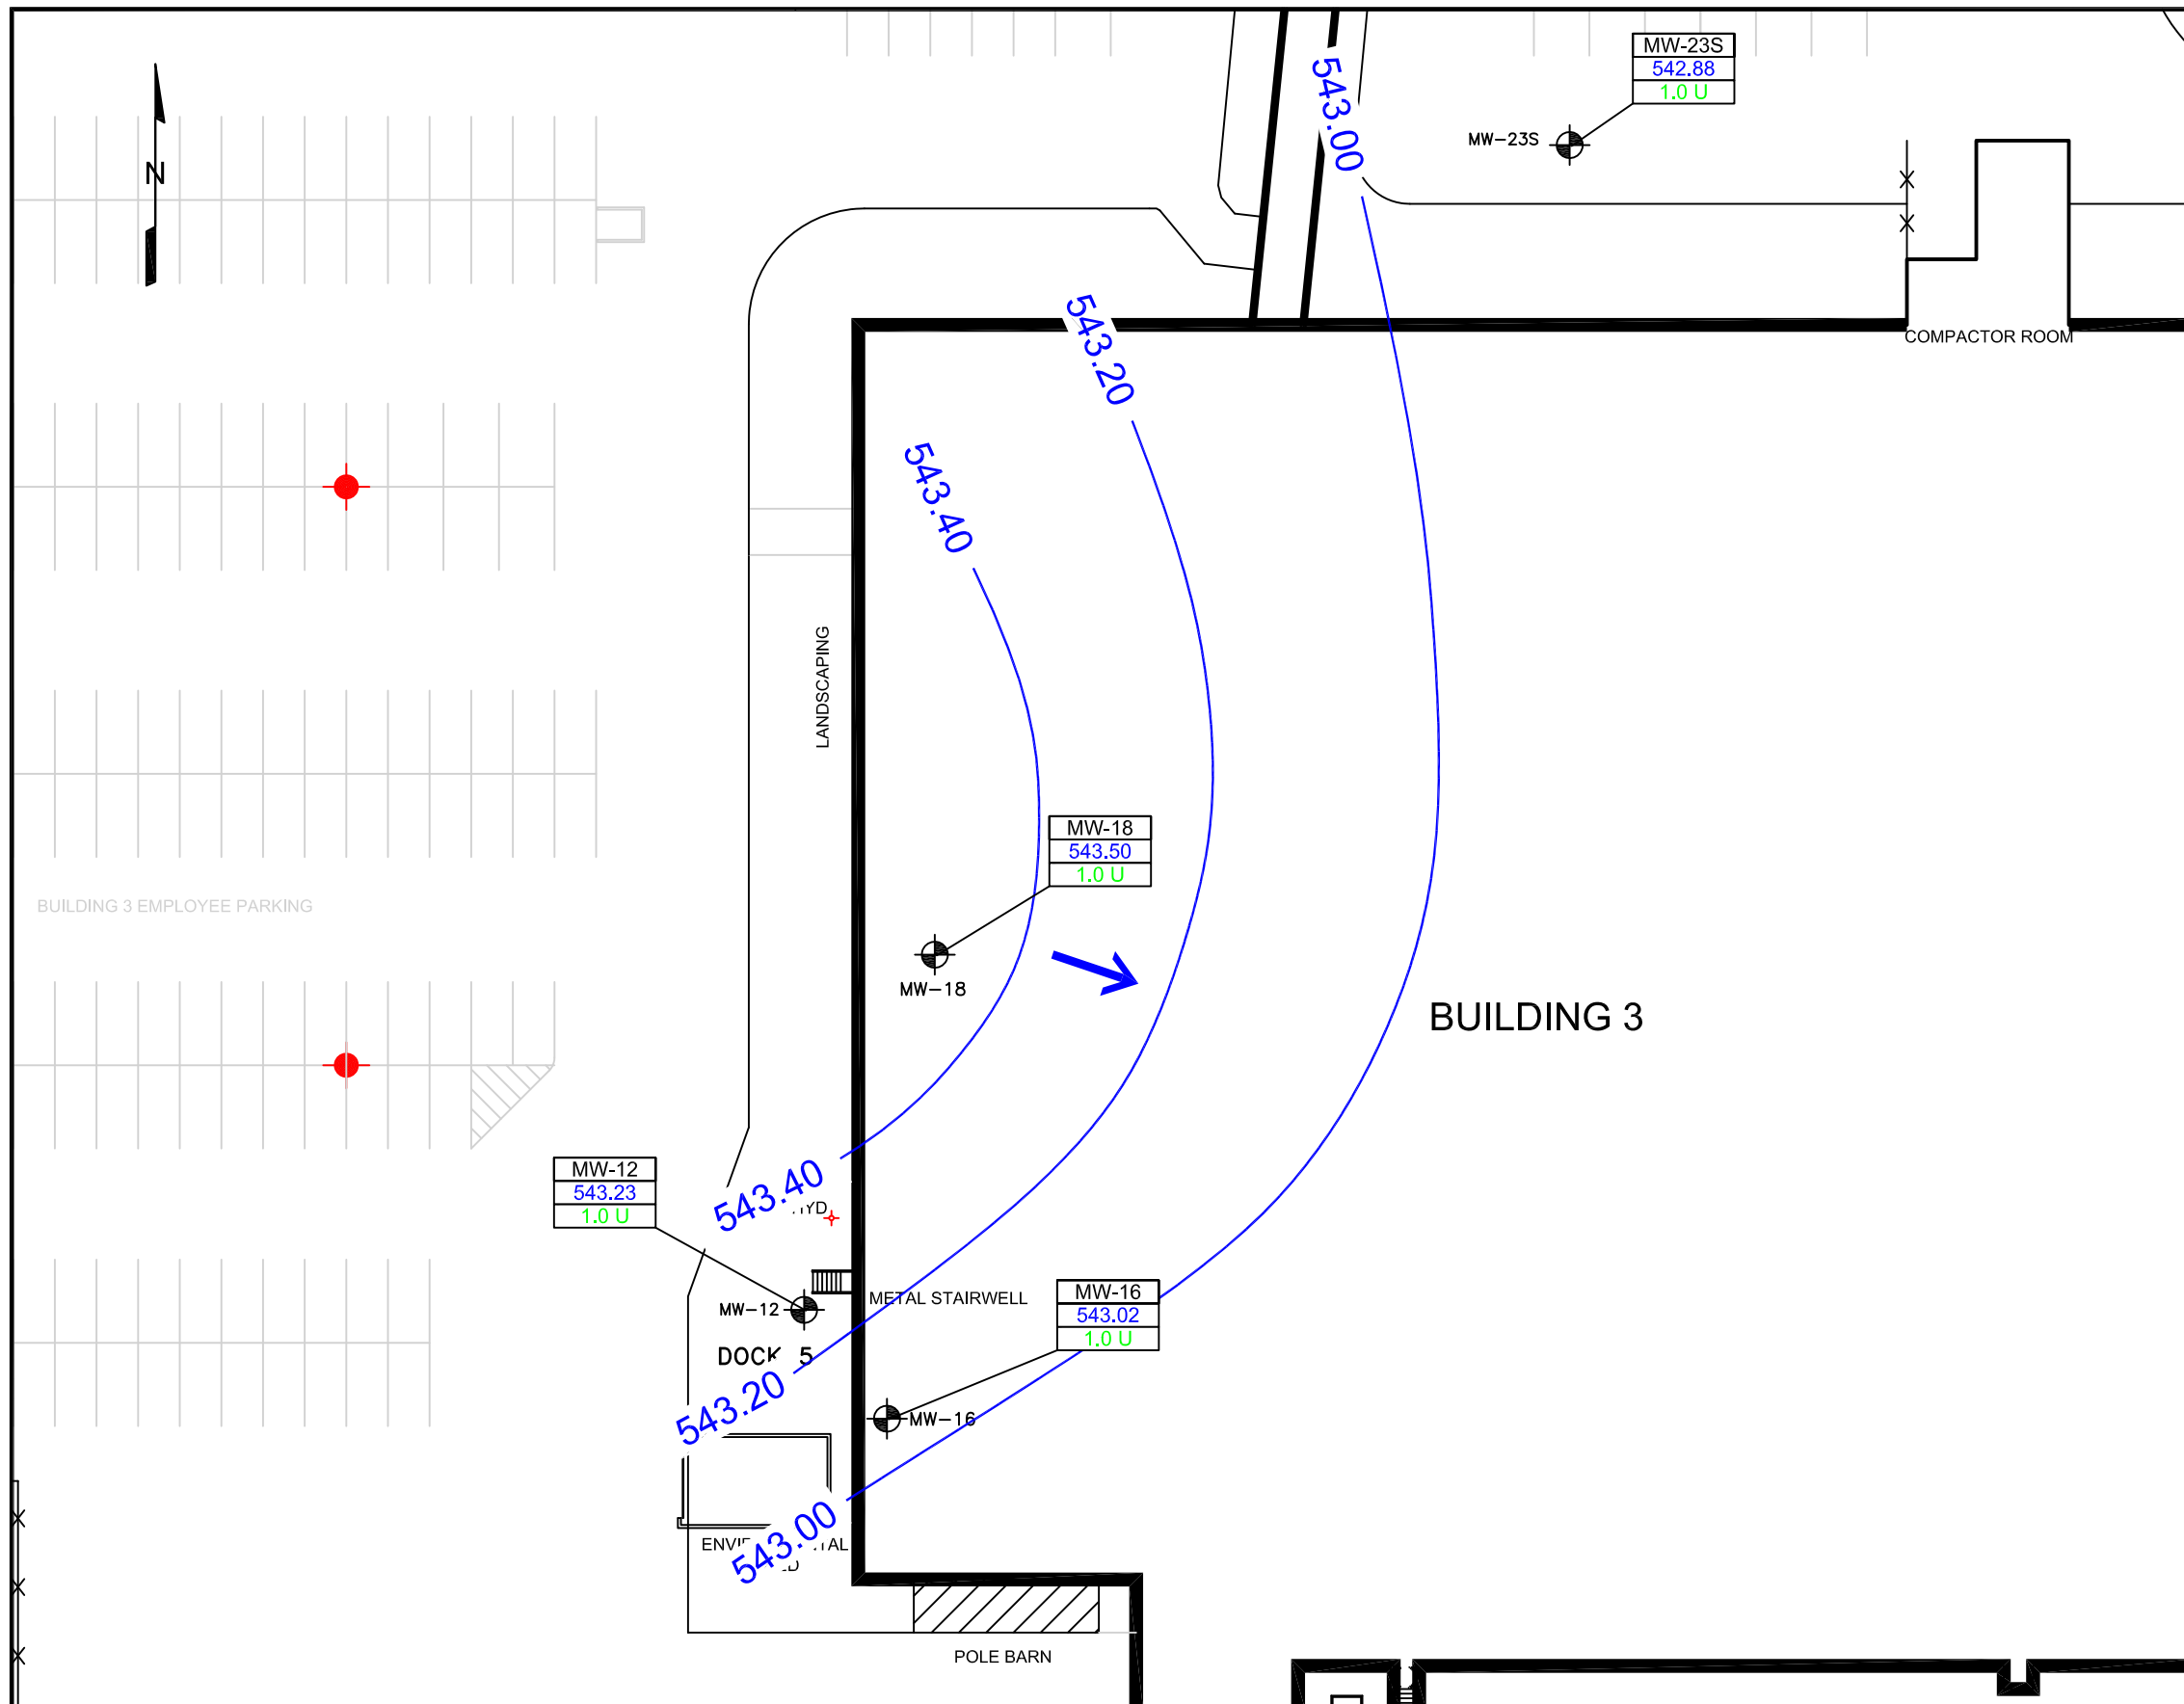 MW-23S
542.88
1.0 U
543.00
MW-23S
N
COMPACTOR ROOM
543.20
543.40
LANDSCAPING
MW-18
543.50
1.0 U
BUILDING 3 EMPLOYEE PARKING
MW-18
BUILDING 3
MW-12
543.23
1.0 U
543.40
MW-16
543.02
1.0 U
METAL STAIRWELL
MW-12
DOCK 5
543.20
MW-16
543.00
POLE BARN